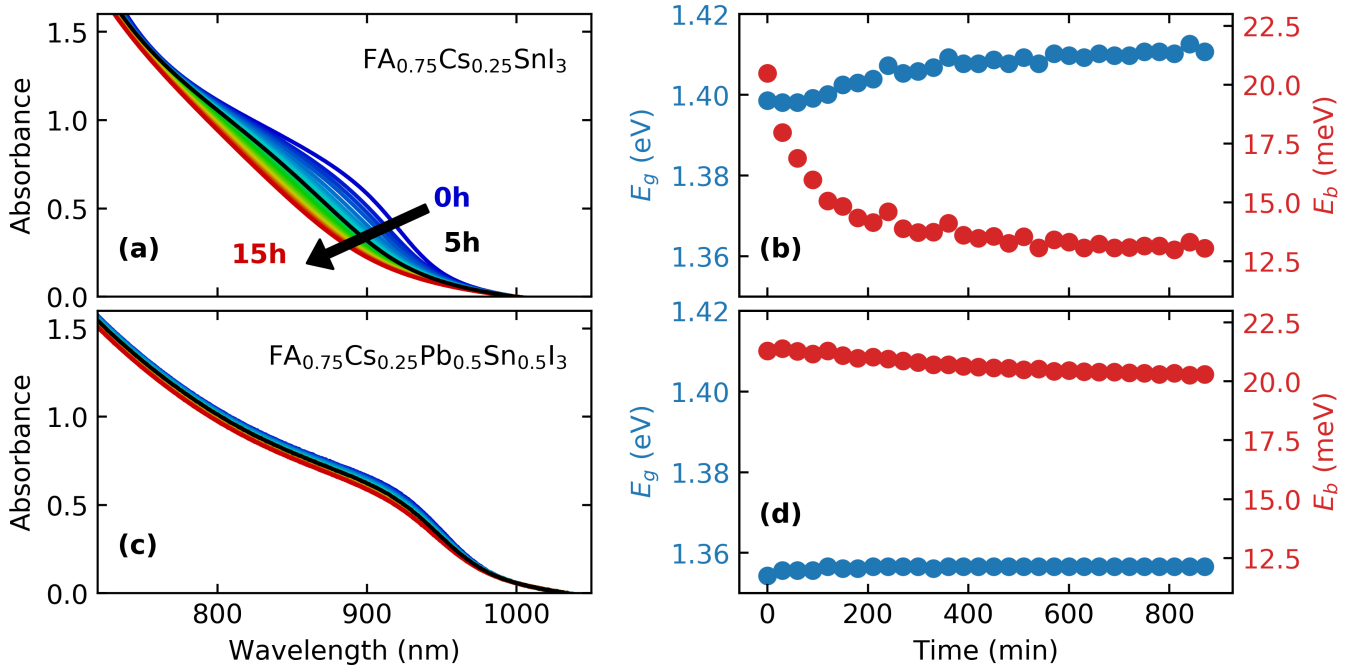 FA0.75Cs0.25SnI3
1.5
1.0
0.5
0.0
Absorbance
0h
5h
15h
(a)
1.42
1.40
1.38
1.36
Eg (eV)
22.5
20.0
17.5
15.0
12.5
Eb (meV)
(b)
FA0.75Cs0.25Pb0.5Sn0.5I3
1.5
1.0
0.5
0.0
Absorbance
(c)
800
900
1000
Wavelength (nm)
1.42
1.40
1.38
1.36
Eg (eV)
22.5
20.0
17.5
15.0
12.5
Eb (meV)
(d)
0
200
400
600
800
Time (min)